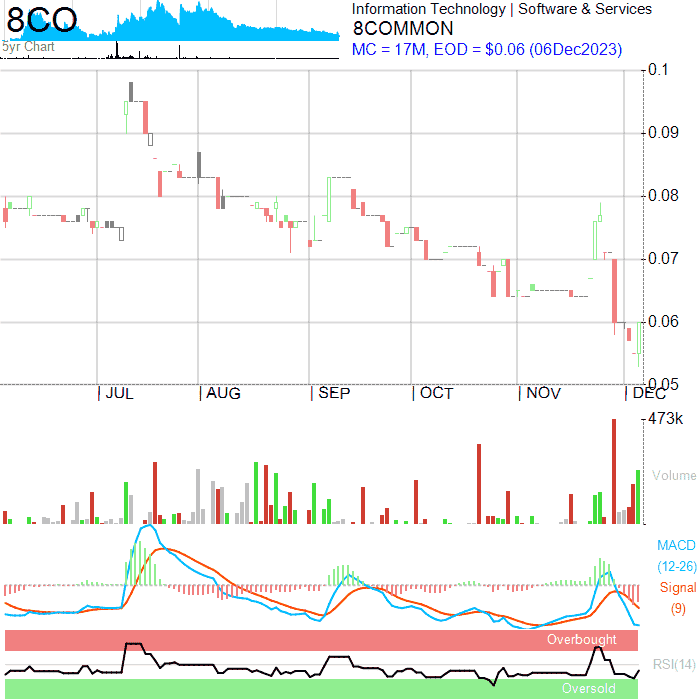 8CO
5yr Chart
Information Technology | Software & Services
8COMMON
MC = 17M, EOD = $0.06 (06Dec2023)
0.1
0.09
0.08
0.07
0.06
0.05
JUL
AUG
SEP
OCT
NOV
DEC
473k
Volume
MACD
(12-26)
Signal
(9)
Overbought
RSI(14)
Oversold